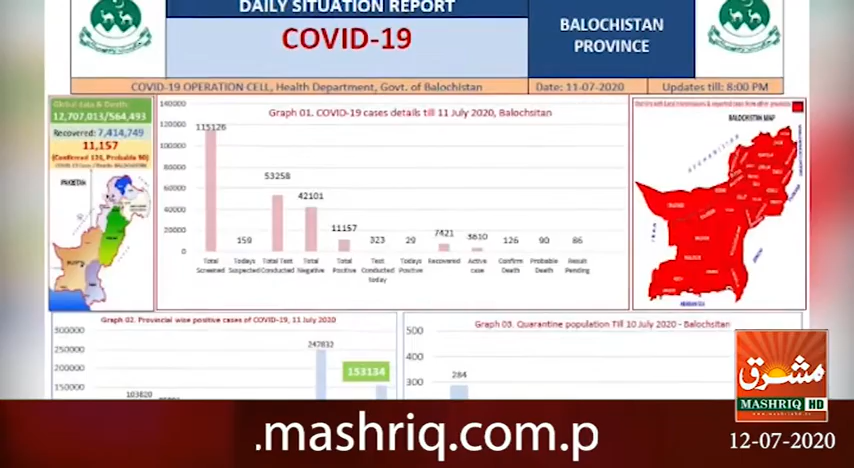 DAILY SITUATION REPORT
COVID-19
BALOCHISTAN
PROVINCE
COVID-19 OPERATION CELL, Health Department, Govt. of Balochistan
Date: 11-07-2020
Updates till: 8:00 PM
Global data & Death:
12,707,013/564,493
Recovered: 7,414,749
11,157
(Confirmed 126, Probable 90)
Graph 01. COVID-19 cases details till 11 July 2020, Balochsitan
140000
120000
100000
80000
60000
40000
20000
0
115126
159
53258
42101
11157
323
29
7421
3610
126
90
86
Total Screened
Todays Suspected
Total Test Conducted
Total Negative
Total Positive
Test Conducted Today
Todays Positive
Recovered
Active case
Confirm Death
Probable Death
Result Pending
BALOCHISTAN MAP
Graph 02. Provincial wise positive cases of COVID-19, 11 July 2020
300000
250000
200000
150000
103820
247832
153134
Graph 03. Quarantine population Till 10 July 2020 - Balochsitan
500
400
300
284
مشرق
MASHRIQ HD
.mashriq.com.p
12-07-2020